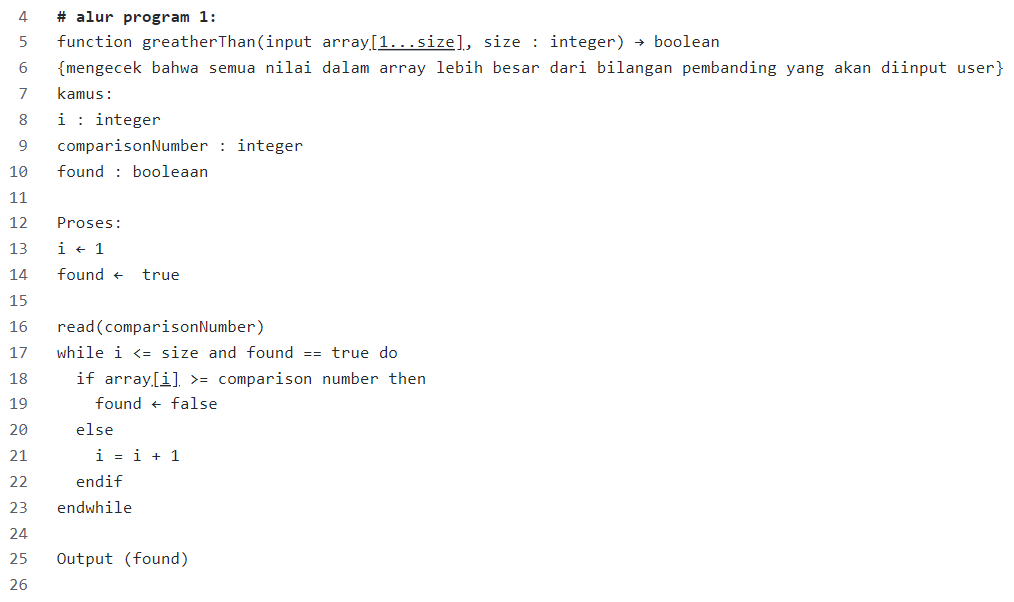 4 # alur program 1:
5 function greatherThan(input array[1...size], size : integer) → boolean
6 {mengecek bahwa semua nilai dalam array lebih besar dari bilangan pembanding yang akan diinput user}
7 kamus:
8 i : integer
9 comparisonNumber : integer
10 found : booleaan
11
12 Proses:
13 i ← 1
14 found ←  true
15
16 read(comparisonNumber)
17 while i <= size and found == true do
18   if array[i] >= comparison number then
19     found ← false
20   else
21     i = i + 1
22   endif
23 endwhile
24
25 Output (found)
26